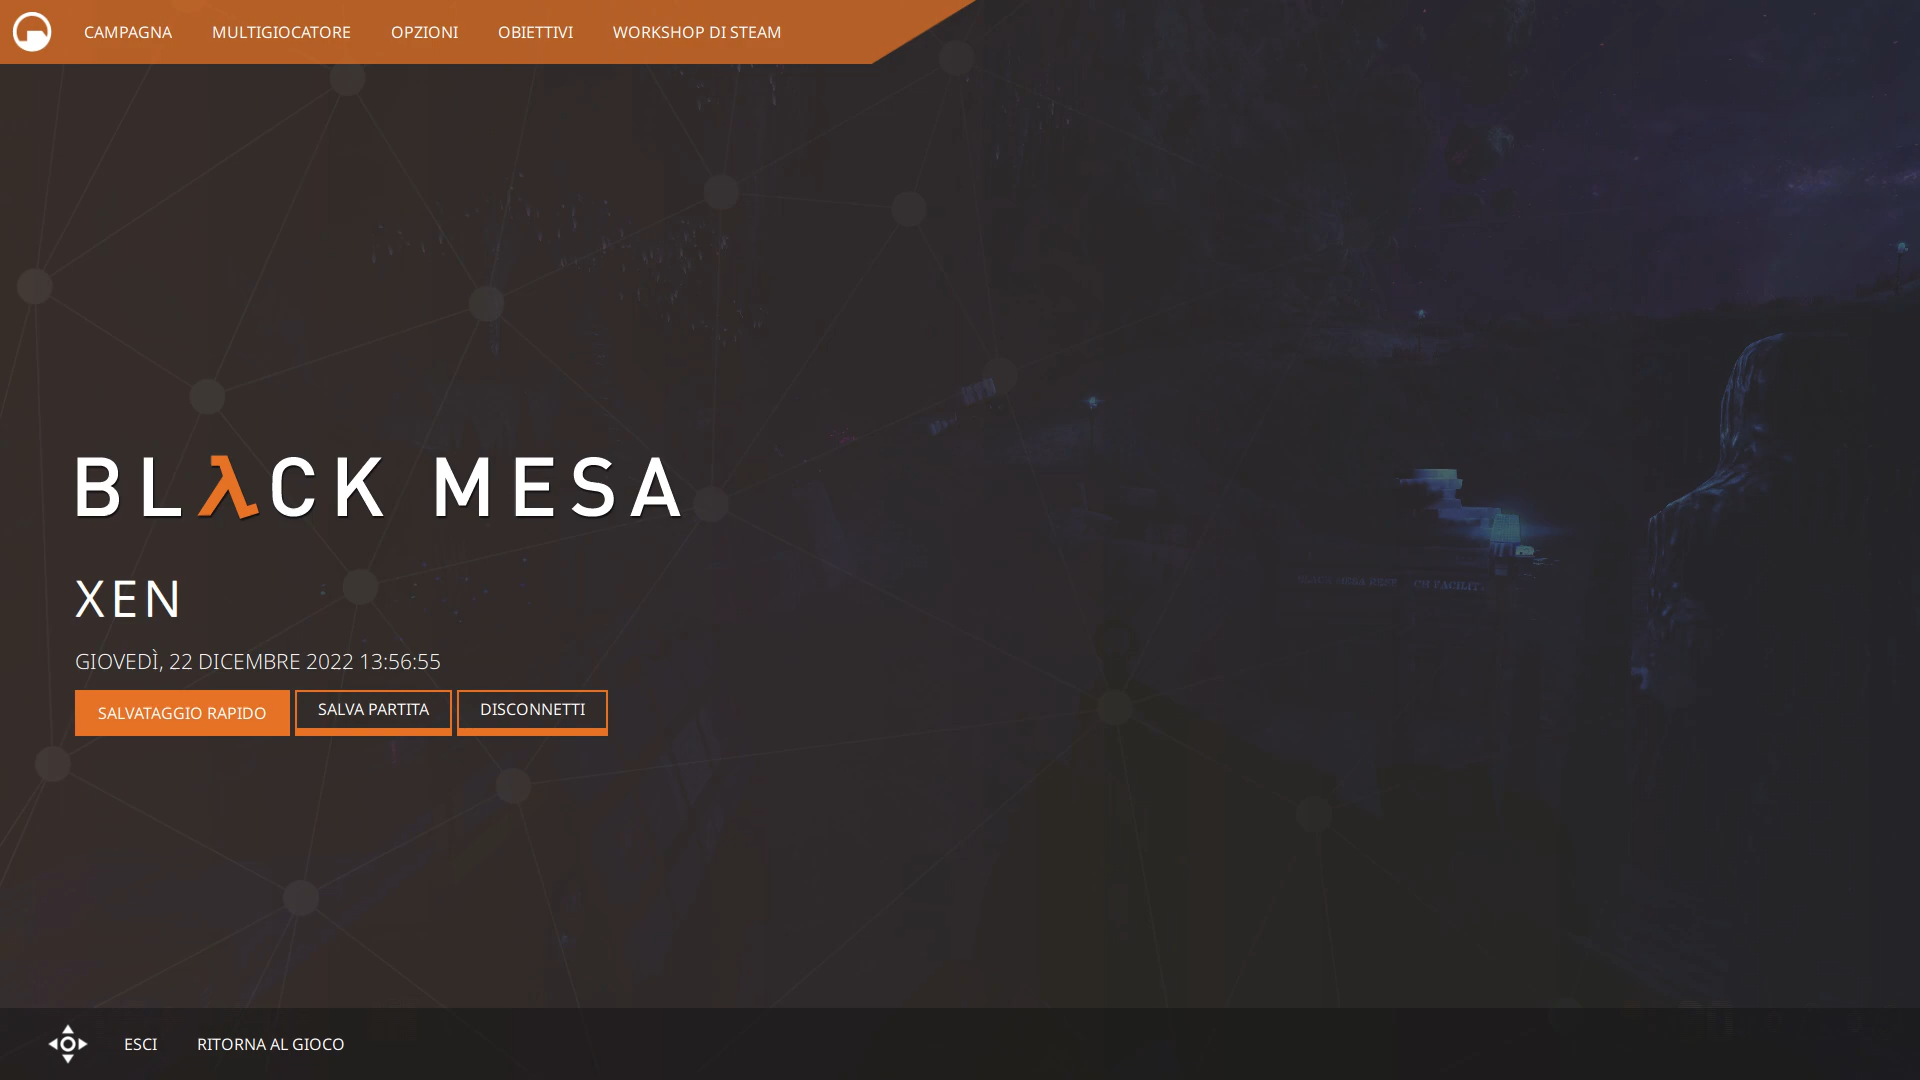 CAMPAGNA MULTIGIOCATORE OPZIONI OBIETTIVI WORKSHOP DI STEAM
BLACK MESA
XEN
GIOVEDÌ, 22 DICEMBRE 2022 13:56:55
SALVATAGGIO RAPIDO SALVA PARTITA DISCONNETTI
ESCI RITORNA AL GIOCO